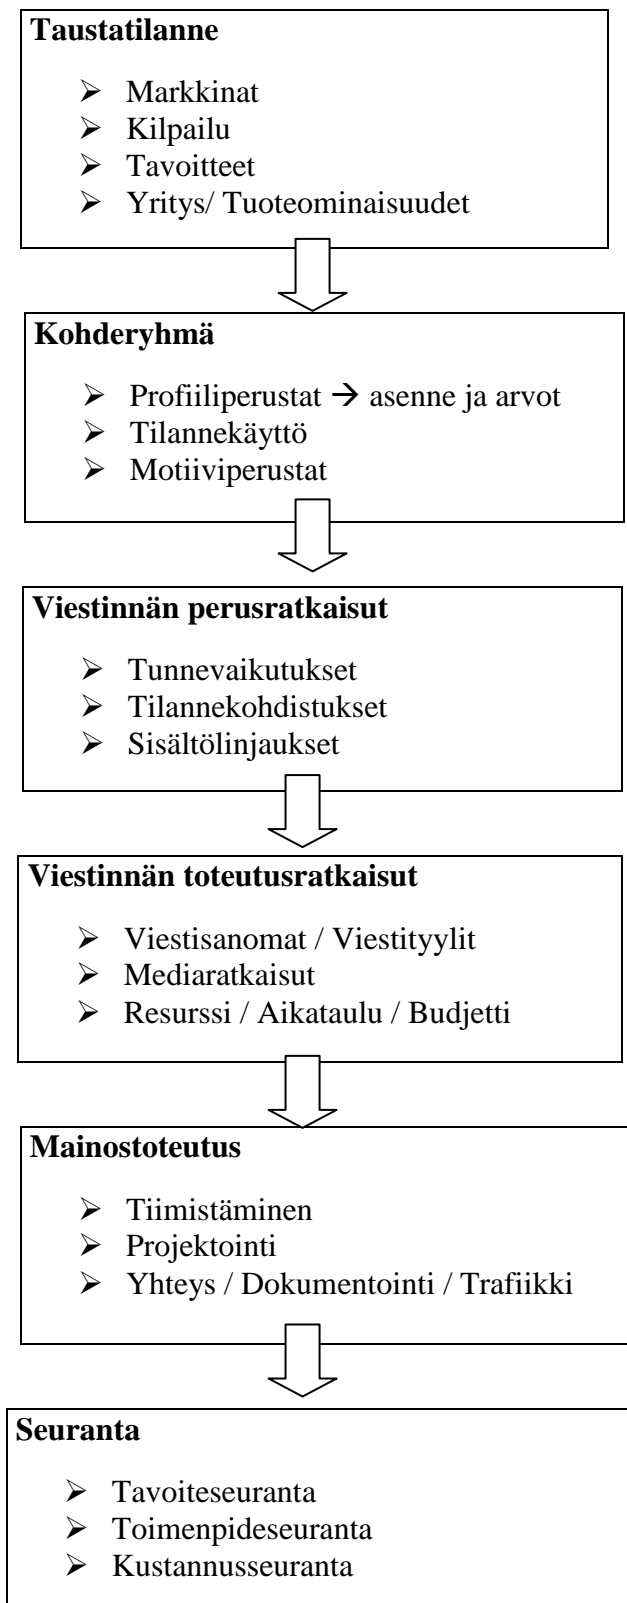 Taustatilanne
➢ Markkinat
➢ Kilpailu
➢ Tavoitteet
➢ Yritys/ Tuoteominaisuudet
Kohderyhmä
➢ Profiiliperustat → asenne ja arvot
➢ Tilannekäyttö
➢ Motiiviperustat
Viestinnän perusratkaisut
➢ Tunnevaikutukset
➢ Tilannekohdistukset
➢ Sisältölinjaukset
Viestinnän toteutusratkaisut
➢ Viestisanomat / Viestityylit
➢ Mediaratkaisut
➢ Resurssi / Aikataulu / Budjetti
Mainostoteutus
➢ Tiimistäminen
➢ Projektointi
➢ Yhteys / Dokumentointi / Trafiikki
Seuranta
➢ Tavoiteseuranta
➢ Toimenpideseuranta
➢ Kustannusseuranta